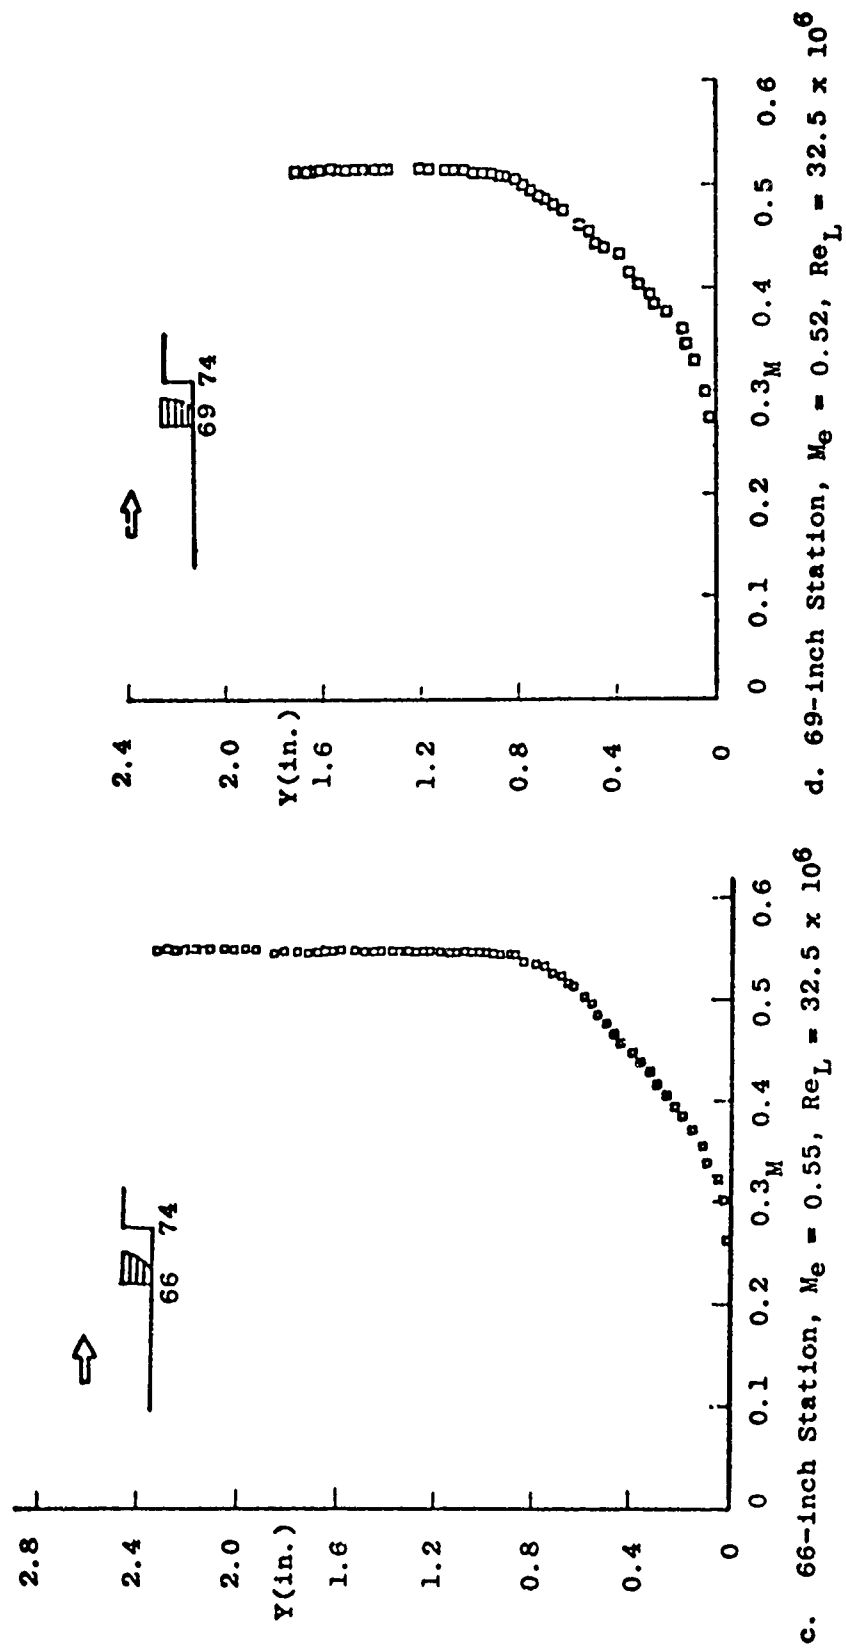 2.8
2.4
2.0
Y(in.)
1.6
1.2
0.8
0.4
0
66
74
0 0.1 0.2 0.3 0.4 0.5 0.6
M
c. 66-inch Station, Me = 0.55, ReL = 32.5 x 10⁶
2.4
2.0
Y(in.)
1.6
1.2
0.8
0.4
0
69 74
0 0.1 0.2 0.3 0.4 0.5 0.6
M
d. 69-inch Station, Me = 0.52, ReL = 32.5 x 10⁶